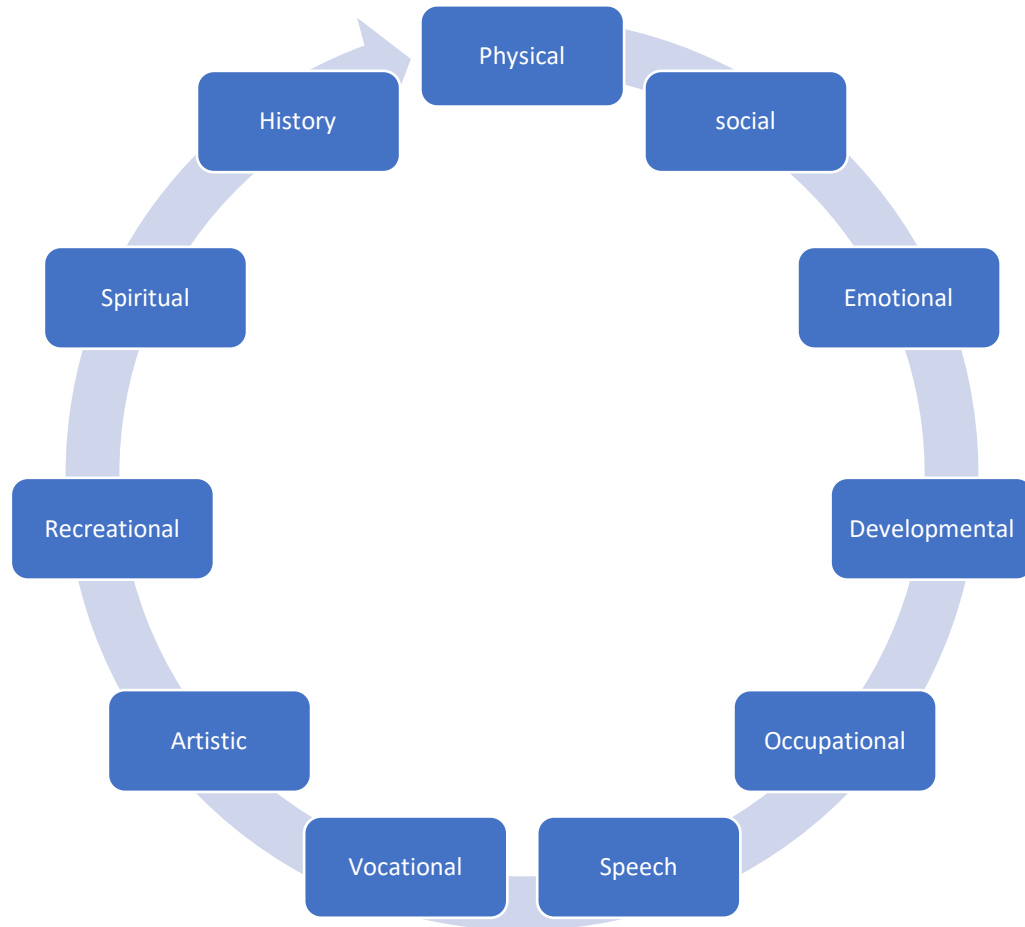 Physical
social
Emotional
Developmental
Occupational
Speech
Vocational
Artistic
Recreational
Spiritual
History